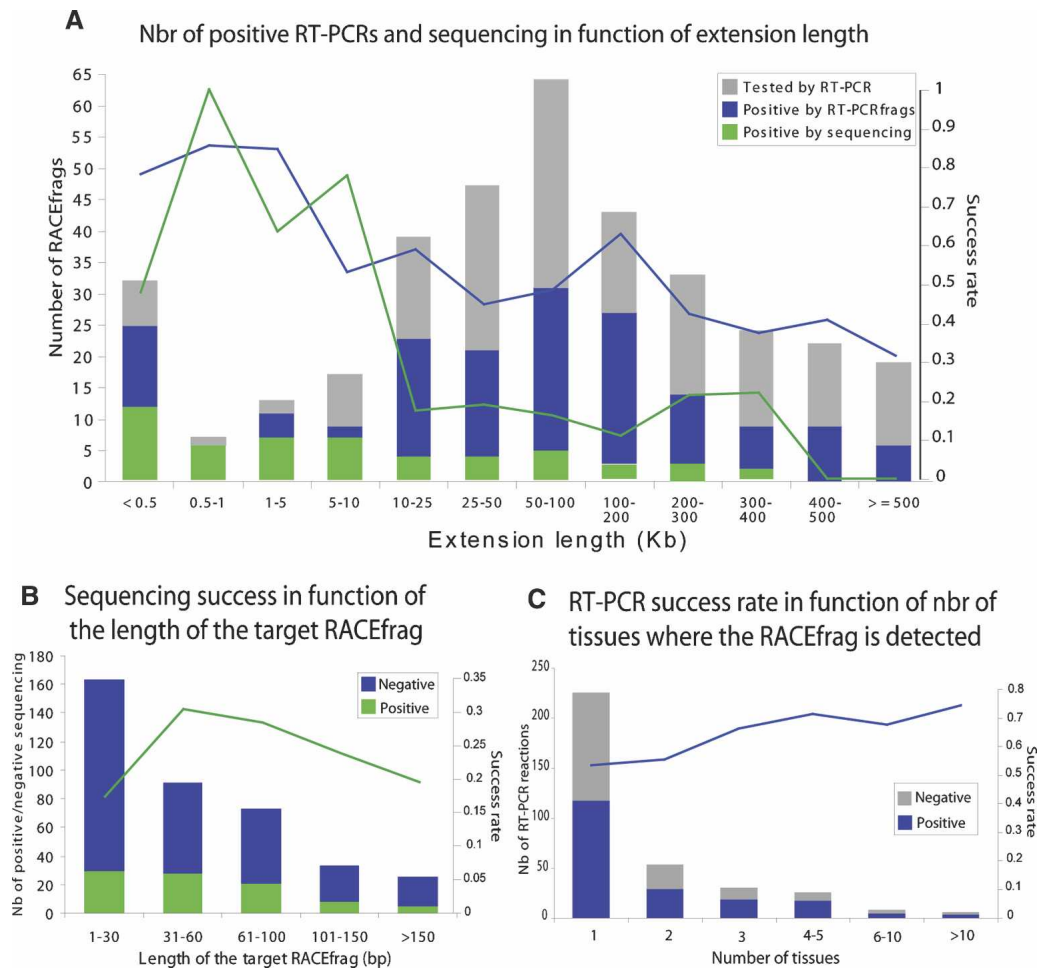 A
Nbr of positive RT-PCRs and sequencing in function of extension length
Number of RACEfrags
65
60
55
50
45
40
35
30
25
20
15
10
5
0
Tested by RT-PCR
Positive by RT-PCRfrags
Positive by sequencing
1
0.9
0.8
0.7
0.6
0.5
0.4
0.3
0.2
0.1
0
Success rate
< 0.5 0.5-1 1-5 5-10 10-25 25-50 50-100 100-200 200-300 300-400 400-500 > = 500
Extension length (Kb)
B Sequencing success in function of
the length of the target RACEfrag
Nb of positive/negative sequencing
180
160
140
120
100
80
60
40
20
0
Negative
Positive
0.35
0.3
0.25
0.2
0.15
0.1
0.05
0
Success rate
1-30 31-60 61-100 101-150 >150
Length of the target RACEfrag (bp)
C RT-PCR success rate in function of nbr of
tissues where the RACEfrag is detected
Nb of RT-PCR reactions
250
200
150
100
50
0
Negative
Positive
0.8
0.7
0.6
0.5
0.4
0.3
0.2
0.1
0
Success rate
1 2 3 4-5 6-10 >10
Number of tissues